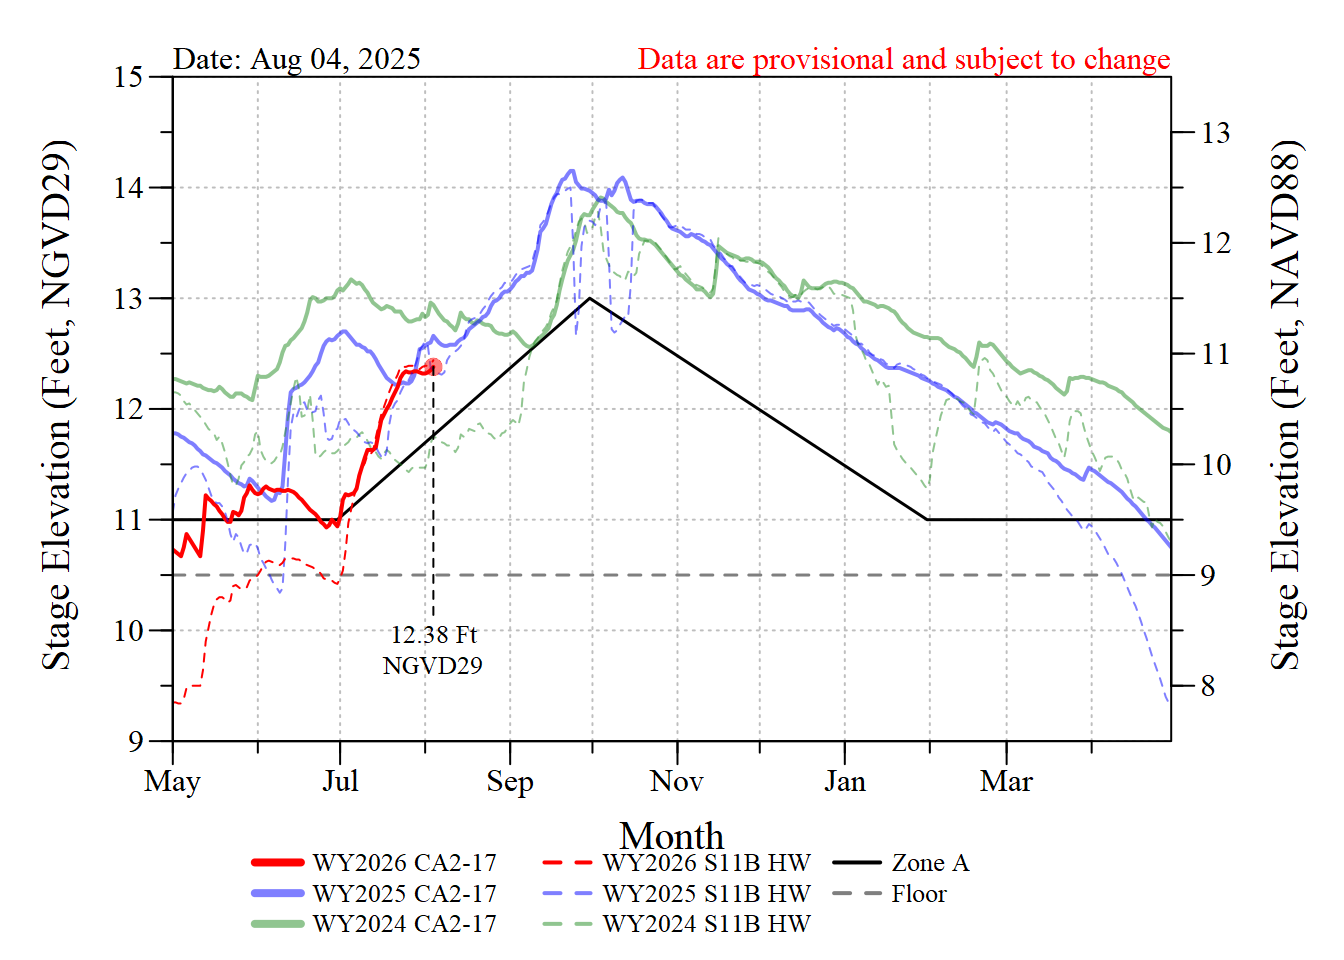 Date: Aug 04, 2025
Data are provisional and subject to change
Stage Elevation (Feet, NGVD29)
15
14
13
12
11
10
9
13
12
11
10
9
8
Stage Elevation (Feet, NAVD88)
12.38 Ft
NGVD29
May Jul Sep Nov Jan Mar
Month
WY2026 CA2-17 WY2026 S11B HW Zone A
WY2025 CA2-17 WY2025 S11B HW Floor
WY2024 CA2-17 WY2024 S11B HW